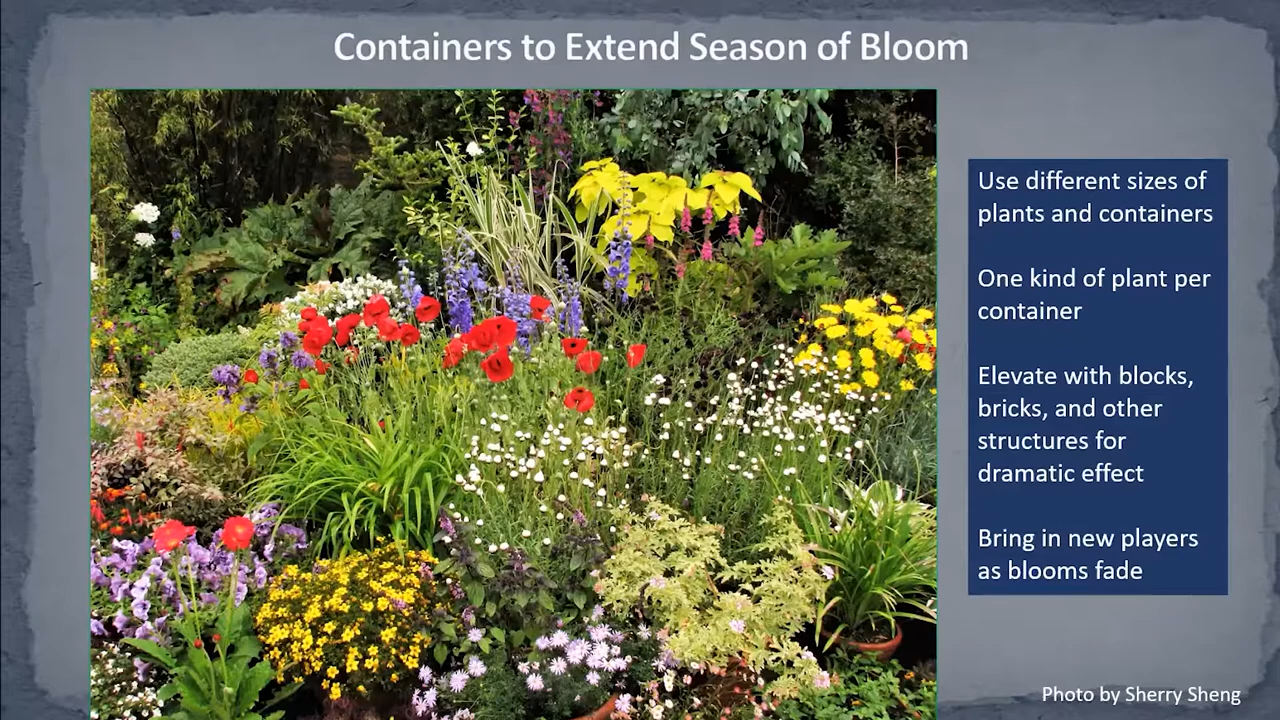 Containers to Extend Season of Bloom
Use different sizes of
plants and containers
One kind of plant per
container
Elevate with blocks,
bricks, and other
structures for
dramatic effect
Bring in new players
as blooms fade
Photo by Sherry Sheng